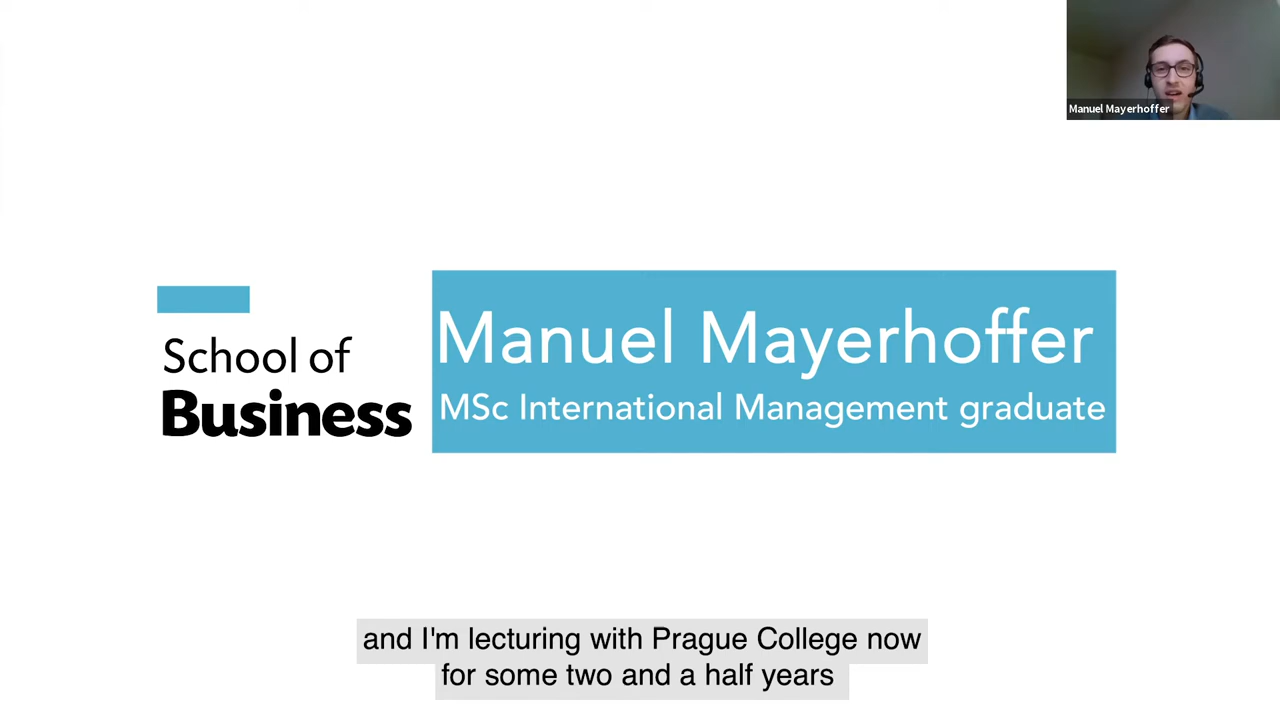 Manuel Mayerhoffer
School of
Business
Manuel Mayerhoffer
MSc International Management graduate
and I'm lecturing with Prague College now
for some two and a half years